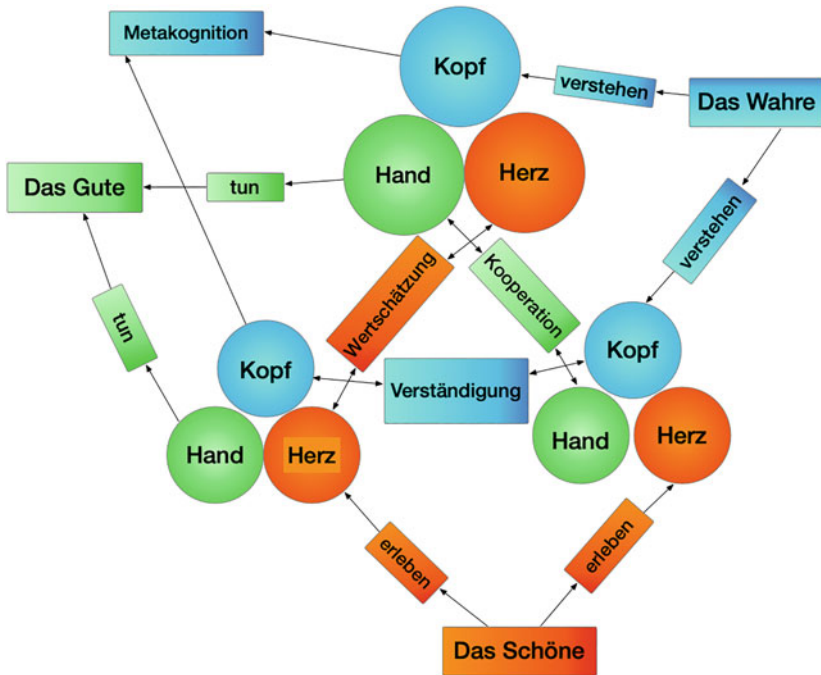 Metakognition
Kopf
verstehen
Das Wahre
Das Gute
tun
Hand
Herz
verstehen
Wertschätzung
Kooperation
tun
Kopf
Verständigung
Kopf
Hand
Herz
Hand
Herz
erleben
erleben
Das Schöne